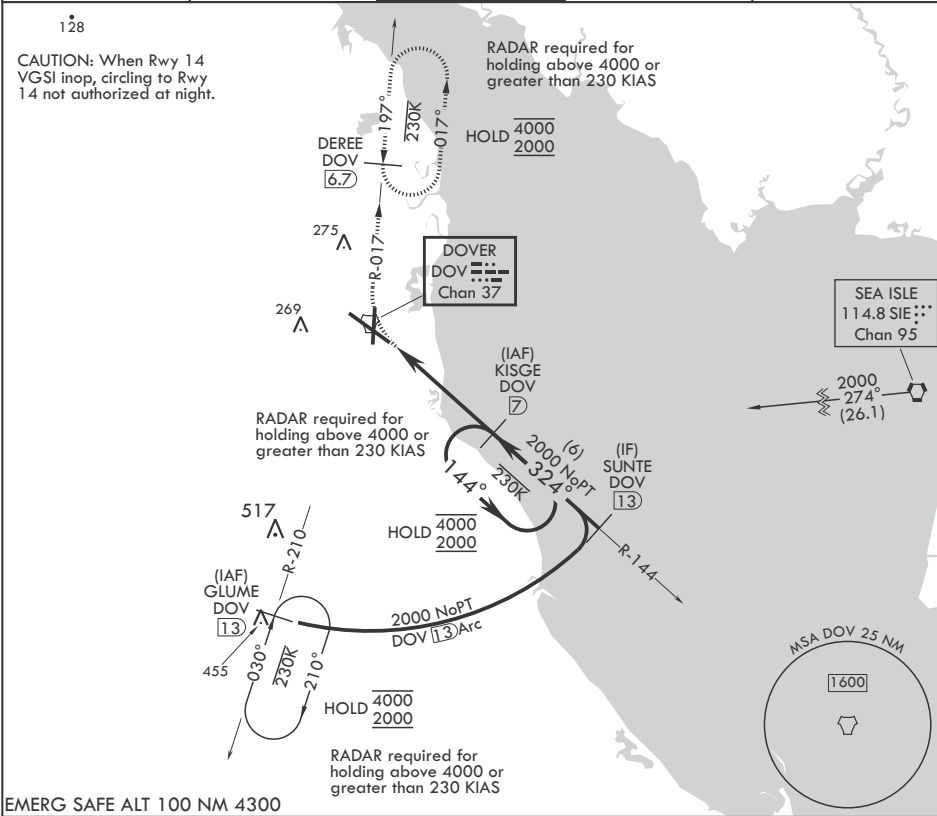 128
CAUTION: When Rwy 14
VGSI inop, circling to Rwy
14 not authorized at night.
RADAR required for
holding above 4000 or
greater than 230 KIAS
197°
230K
017°
HOLD 4000
2000
DEREE
DOV
6.7
275
R-017
DOVER
DOV
Chan 37
269
SEA ISLE
114.8 SIE
Chan 95
2000
274°
(26.1)
(IAF)
KISGE
DOV
7
RADAR required for
holding above 4000 or
greater than 230 KIAS
(6)
2000 NoPT
324°
230K
144°
(IF)
SUNTE
DOV
13
HOLD 4000
2000
R-144
517
R-210
(IAF)
GLUME
DOV
13
455
2000 NoPT
DOV 13 Arc
030°
230K
210°
HOLD 4000
2000
RADAR required for
holding above 4000 or
greater than 230 KIAS
MSA DOV 25 NM
1600
EMERG SAFE ALT 100 NM 4300